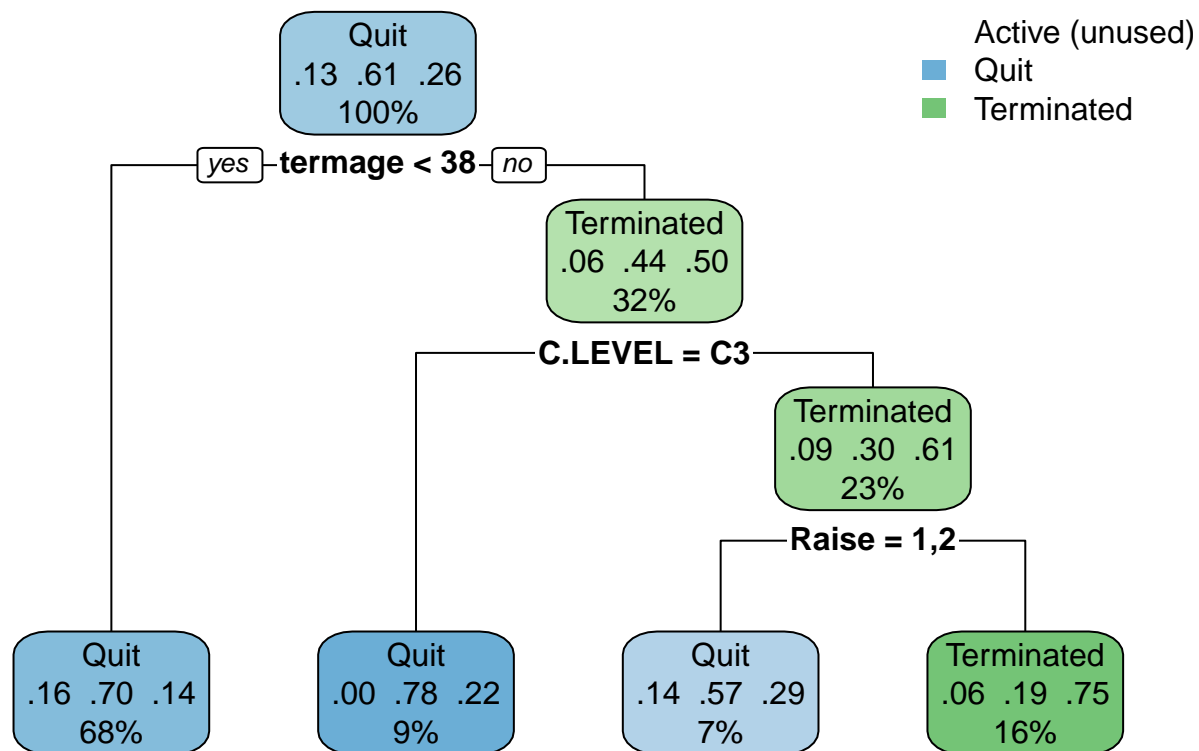 Quit
.13 .61 .26
100%
Active (unused)
Quit
Terminated
yes termage < 38 no
Terminated
.06 .44 .50
32%
C.LEVEL = C3
Terminated
.09 .30 .61
23%
Raise = 1,2
Quit
.16 .70 .14
68%
Quit
.00 .78 .22
9%
Quit
.14 .57 .29
7%
Terminated
.06 .19 .75
16%